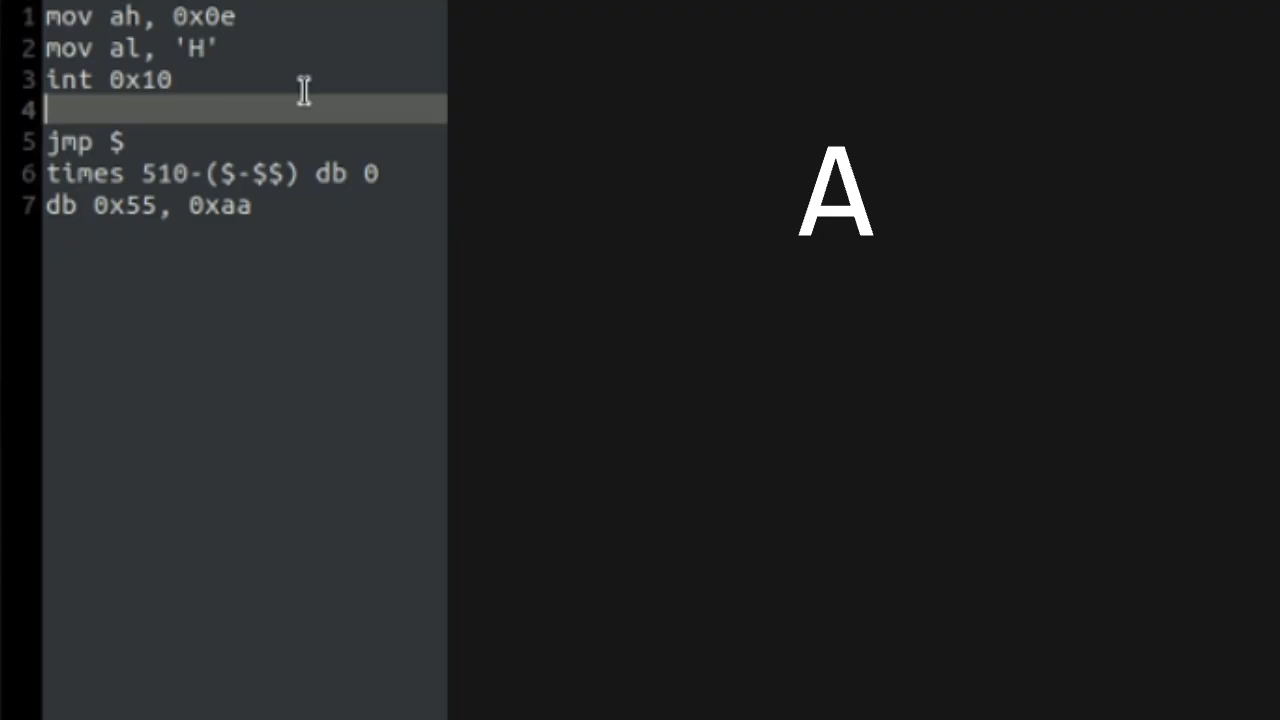 1 mov ah, 0x0e
2 mov al, 'H'
3 int 0x10
4
5 jmp $
6 times 510-($-$$) db 0
7 db 0x55, 0xaa
A